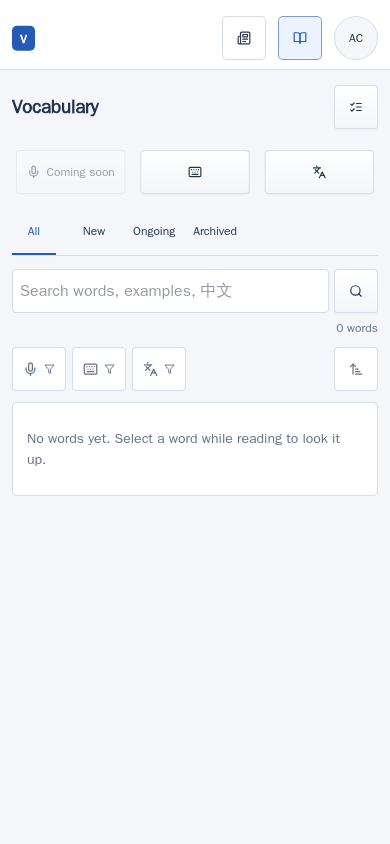 V
AC
Vocabulary
Coming soon
All
New
Ongoing
Archived
Search words, examples, 中文
0 words
No words yet. Select a word while reading to look it
up.